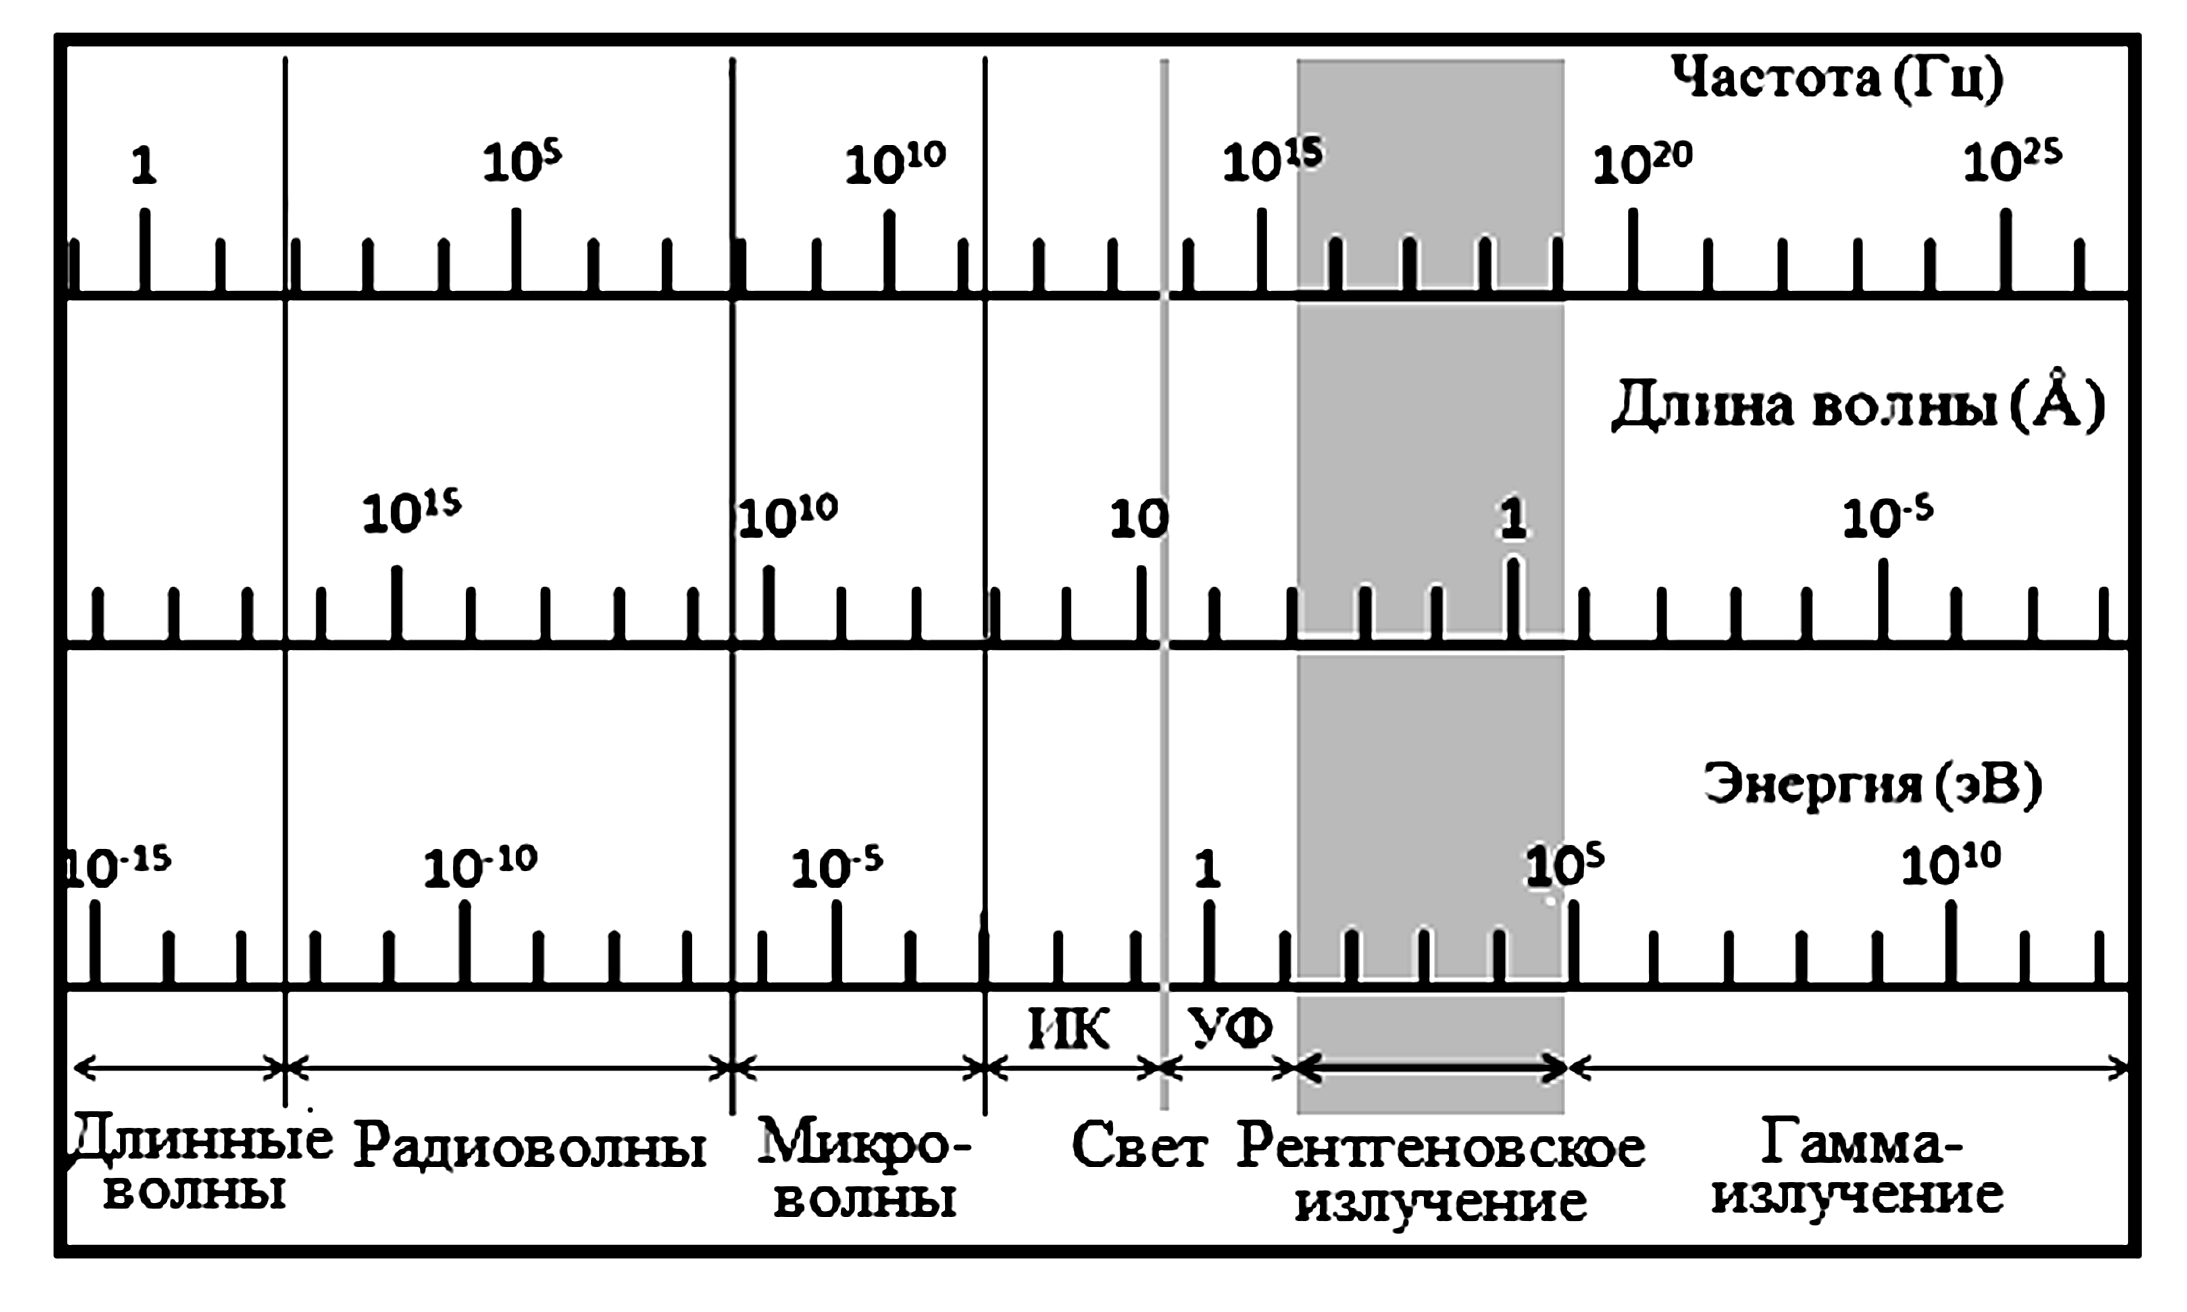 Частота (Гц)
1 10⁵ 10¹⁰ 10¹⁵ 10²⁰ 10²⁵
Длина волны (Å)
10¹⁵ 10¹⁰ 10 1 10⁻⁵
Энергия (эВ)
10⁻¹⁵ 10⁻¹⁰ 10⁻⁵ 1 10⁵ 10¹⁰
ИК УФ
Длинные волны
Радиоволны
Микро-
волны
Свет
Рентгеновское
излучение
Гамма-
излучение